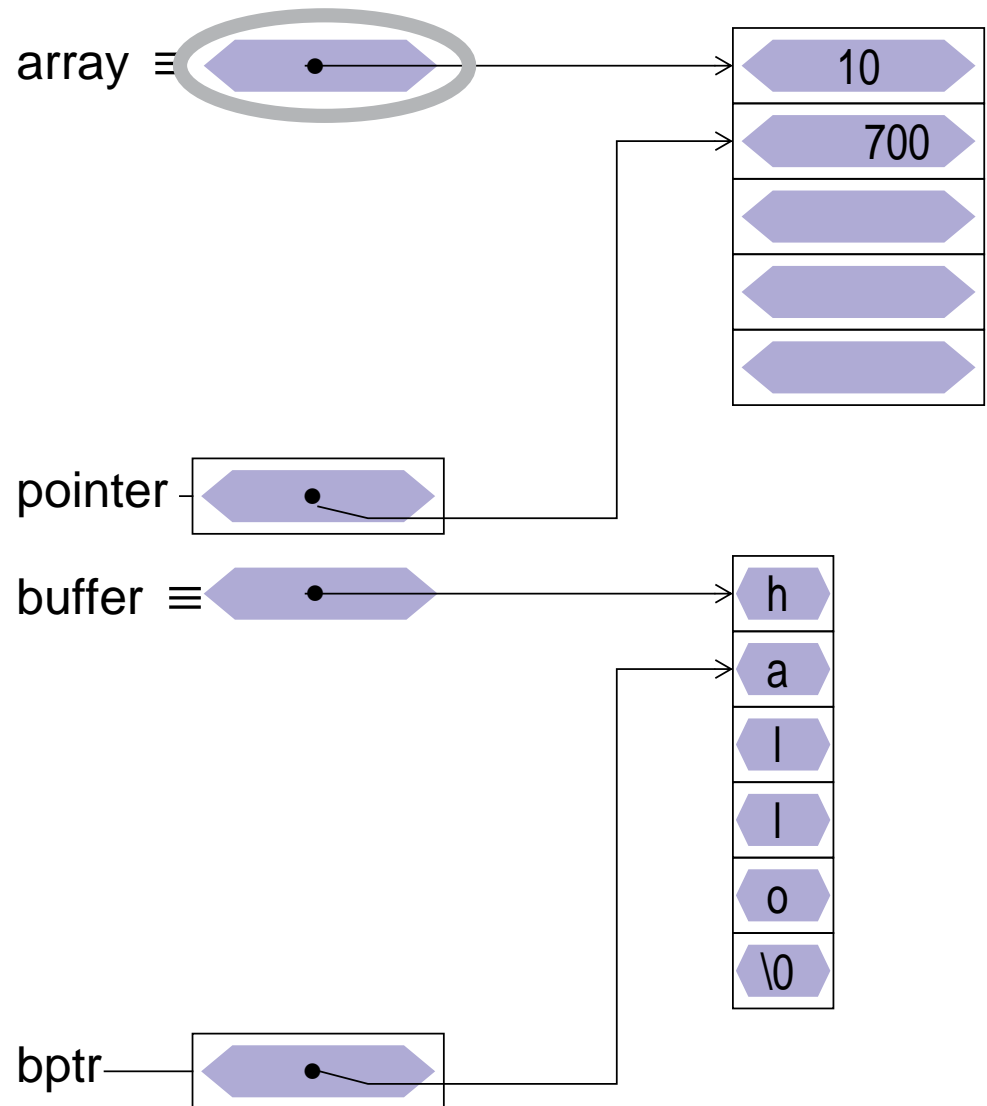 array ≡
10
700
pointer
buffer ≡
h
a
l
l
o
\0
bptr